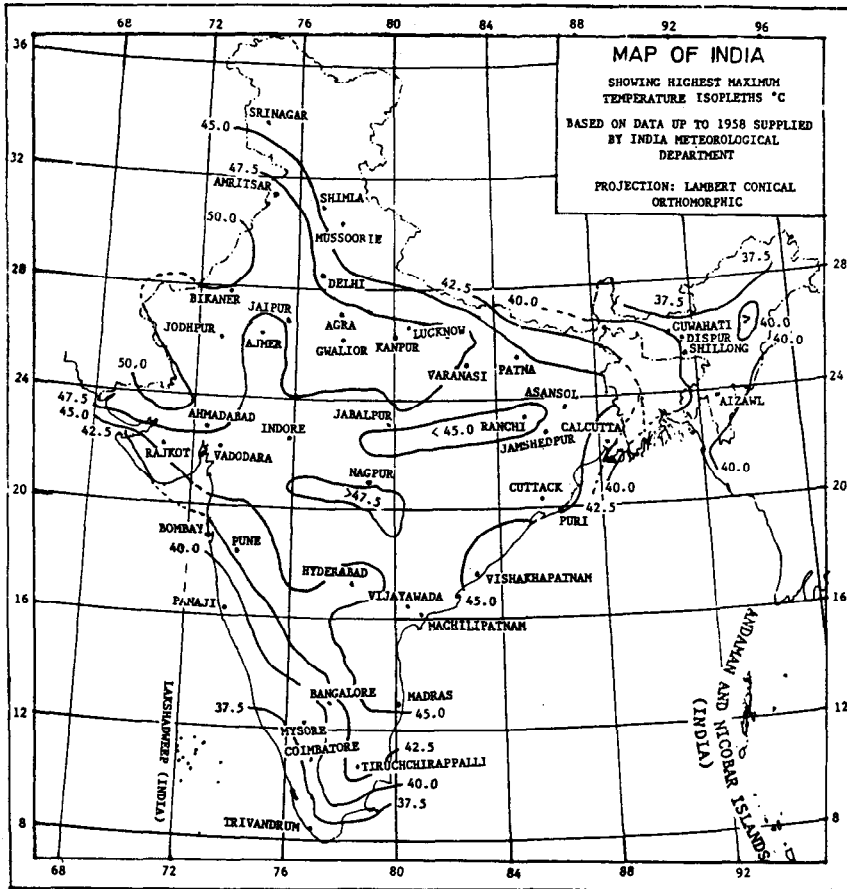 68 72 76 80 84 88 92 96
36
MAP OF INDIA
SHOWING HIGHEST MAXIMUM
TEMPERATURE ISOPLETHS °C
BASED ON DATA UP TO 1958 SUPPLIED
BY INDIA METEOROLOGICAL
DEPARTMENT
PROJECTION: LAMBERT CONICAL
ORTHOMORPHIC
SRINAGAR
45.0
32
47.5
AMRITSAR
SHIMLA
50.0
MUSSOORIE
28
DELHI
42.5
40.0
37.5
28
37.5
BIKANER
JAIPUR
JODHPUR
AJMER
AGRA
LUCKNOW
GWALIOR
KANPUR
GUWAHATI
DISPUR
SHILLONG
>
40.0
40.0
VARANASI
PATNA
24
50.0
47.5
45.0
42.5
AHMADABAD
JABALPUR
ASANSOL
AIZAWL
24
INDORE
< 45.0
RANCHI
CALCUTTA
JAMSHEDPUR
RAJKOT
VADODARA
40.0
NAGPUR
>47.5
CUTTACK
40.0
42.5
20
20
PURI
BOMBAY
PUNE
40.0
HYDERABAD
VISHAKHAPATNAM
VIJAYAWADA
45.0
16
PANAJI
MACHILIPATNAM
16
ANDAMAN AND NICOBAR ISLANDS
(INDIA)
LAKSHADWEEP (INDIA)
BANGALORE
MADRAS
12
37.5
45.0
12
MYSORE
COIMBATORE
42.5
TIRUCHCHIRAPPALLI
40.0
37.5
8
TRIVANDRUM
8
68 72 76 80 84 88 92